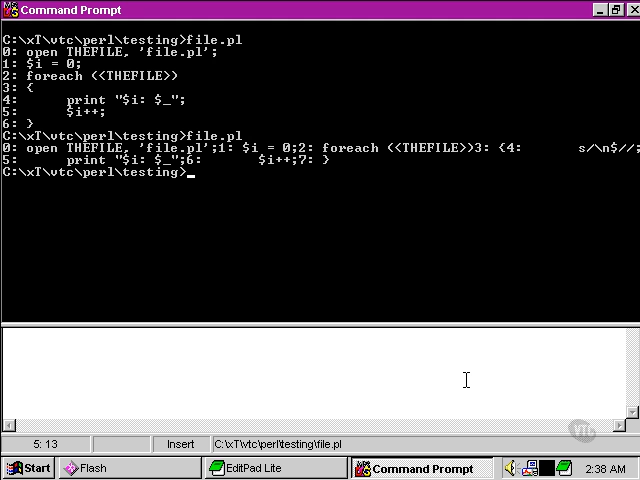 Command Prompt
C:\xT\vtc\perl\testing>file.pl
0: open THEFILE, 'file.pl';
1: $i = 0;
2: foreach (<THEFILE>)
3: {
4:      print "$i: $_";
5:      $i++;
6: }
C:\xT\vtc\perl\testing>file.pl
0: open THEFILE, 'file.pl';1: $i = 0;2: foreach (<THEFILE>)3: {4:      s/\n$//;
5:      print "$i: $_";6:      $i++;7: }
C:\xT\vtc\perl\testing>
5: 13 Insert C:\xT\vtc\perl\testing\file.pl
VTC
Start Flash EditPad Lite Command Prompt 2:38 AM